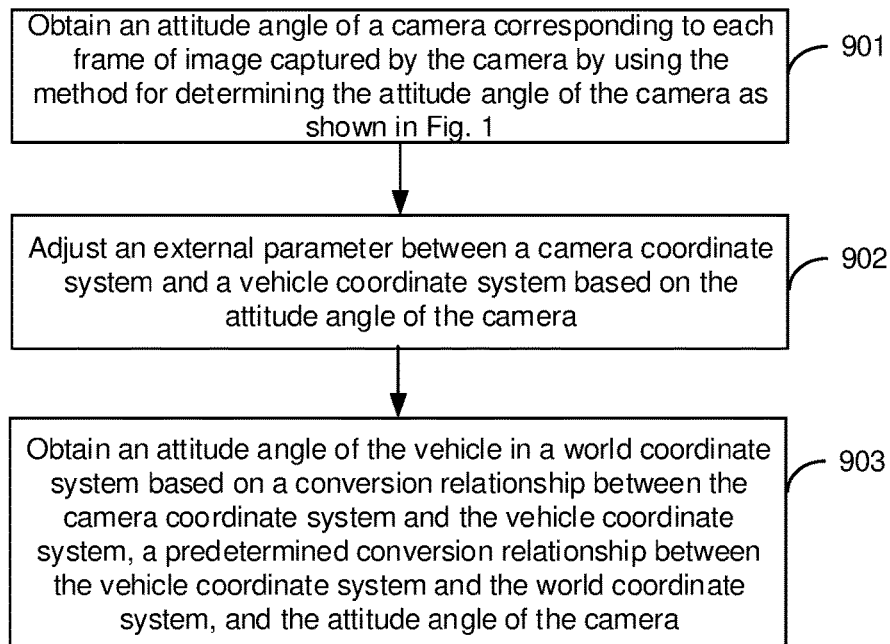 Obtain an attitude angle of a camera corresponding to each
frame of image captured by the camera by using the
method for determining the attitude angle of the camera as
shown in Fig. 1
901
Adjust an external parameter between a camera coordinate
system and a vehicle coordinate system based on the
attitude angle of the camera
902
Obtain an attitude angle of the vehicle in a world coordinate
system based on a conversion relationship between the
camera coordinate system and the vehicle coordinate
system, a predetermined conversion relationship between
the vehicle coordinate system and the world coordinate
system, and the attitude angle of the camera
903